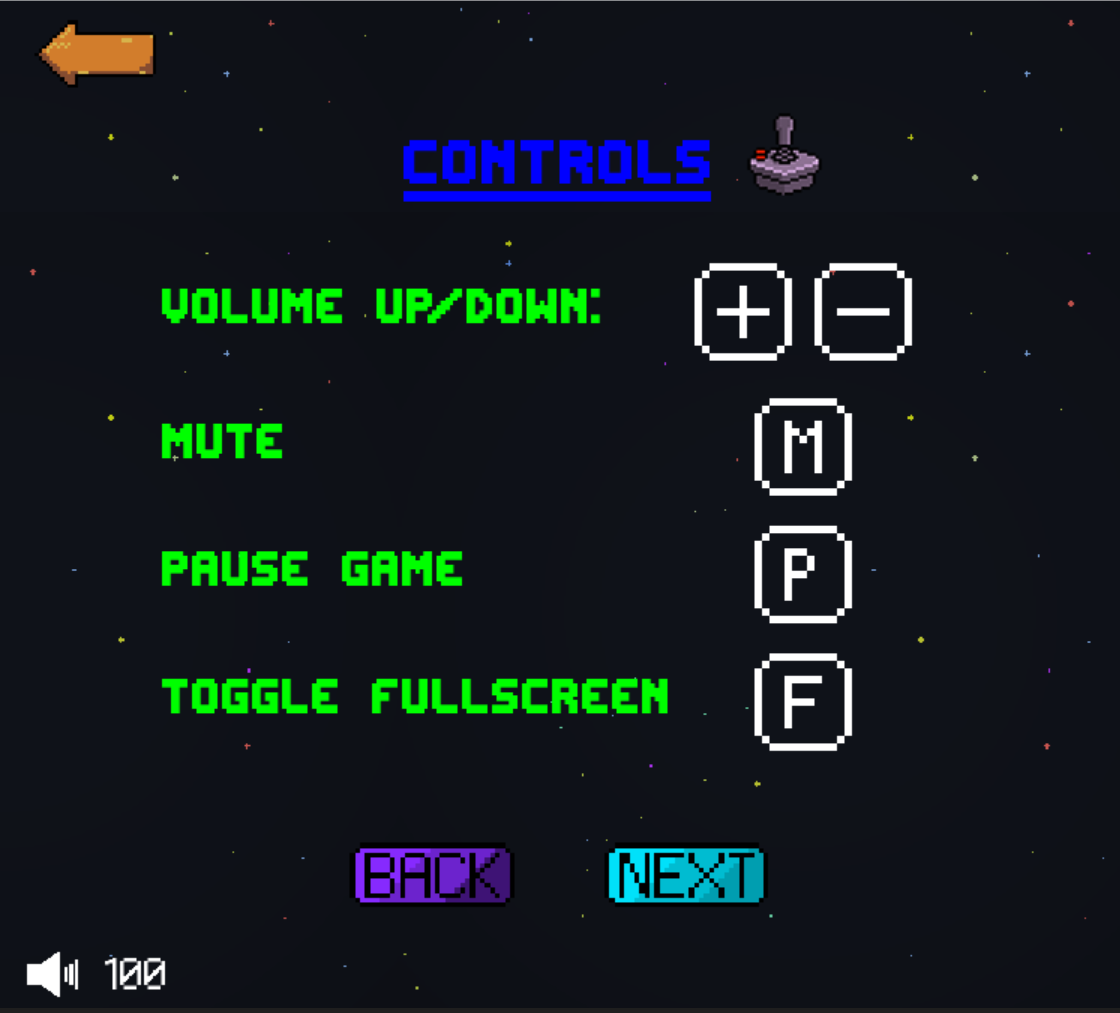 CONTROLS
VOLUME UP/DOWN: + −
MUTE M
PAUSE GAME P
TOGGLE FULLSCREEN F
BACK NEXT
100